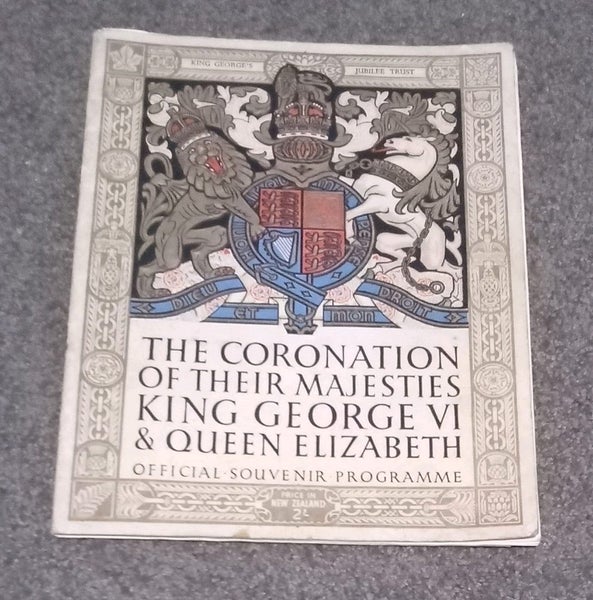 KING GEORGE'S JUBILEE TRUST
HONI
DIEU ET MON DROIT
THE CORONATION
OF THEIR MAJESTIES
KING GEORGE VI
& QUEEN ELIZABETH
OFFICIAL·SOUVENIR·PROGRAMME
PRICE IN
NEW ZEALAND
2/-